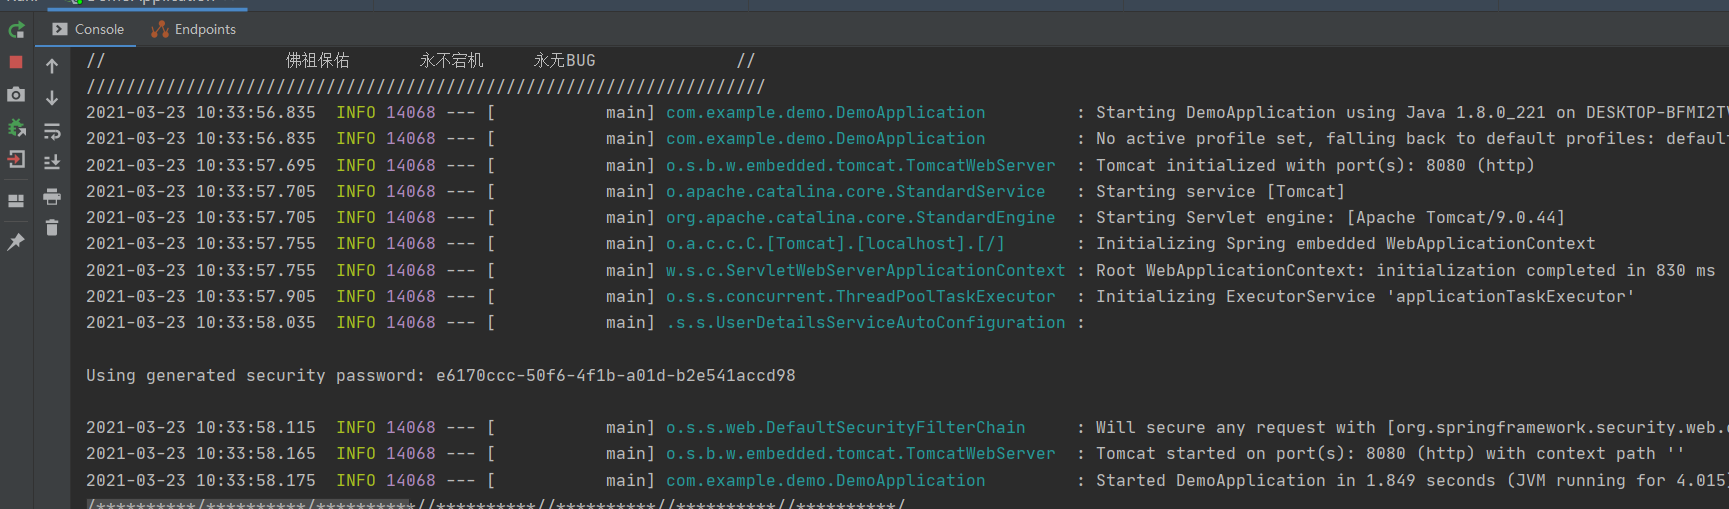 Console Endpoints
// 佛祖保佑 永不宕机 永无BUG //
////////////////////////////////////////////////////////////////////
2021-03-23 10:33:56.835 INFO 14068 --- [ main] com.example.demo.DemoApplication : Starting DemoApplication using Java 1.8.0_221 on DESKTOP-BFMI2TV
2021-03-23 10:33:56.835 INFO 14068 --- [ main] com.example.demo.DemoApplication : No active profile set, falling back to default profiles: default
2021-03-23 10:33:57.695 INFO 14068 --- [ main] o.s.b.w.embedded.tomcat.TomcatWebServer : Tomcat initialized with port(s): 8080 (http)
2021-03-23 10:33:57.705 INFO 14068 --- [ main] o.apache.catalina.core.StandardService : Starting service [Tomcat]
2021-03-23 10:33:57.705 INFO 14068 --- [ main] org.apache.catalina.core.StandardEngine : Starting Servlet engine: [Apache Tomcat/9.0.44]
2021-03-23 10:33:57.755 INFO 14068 --- [ main] o.a.c.c.C.[Tomcat].[localhost].[/] : Initializing Spring embedded WebApplicationContext
2021-03-23 10:33:57.755 INFO 14068 --- [ main] w.s.c.ServletWebServerApplicationContext : Root WebApplicationContext: initialization completed in 830 ms
2021-03-23 10:33:57.905 INFO 14068 --- [ main] o.s.s.concurrent.ThreadPoolTaskExecutor : Initializing ExecutorService 'applicationTaskExecutor'
2021-03-23 10:33:58.035 INFO 14068 --- [ main] .s.s.UserDetailsServiceAutoConfiguration :
Using generated security password: e6170ccc-50f6-4f1b-a01d-b2e541accd98
2021-03-23 10:33:58.115 INFO 14068 --- [ main] o.s.s.web.DefaultSecurityFilterChain : Will secure any request with [org.springframework.security.web.
2021-03-23 10:33:58.165 INFO 14068 --- [ main] o.s.b.w.embedded.tomcat.TomcatWebServer : Tomcat started on port(s): 8080 (http) with context path ''
2021-03-23 10:33:58.175 INFO 14068 --- [ main] com.example.demo.DemoApplication : Started DemoApplication in 1.849 seconds (JVM running for 4.015)
/**********/**********/**********//**********//**********//**********//**********/